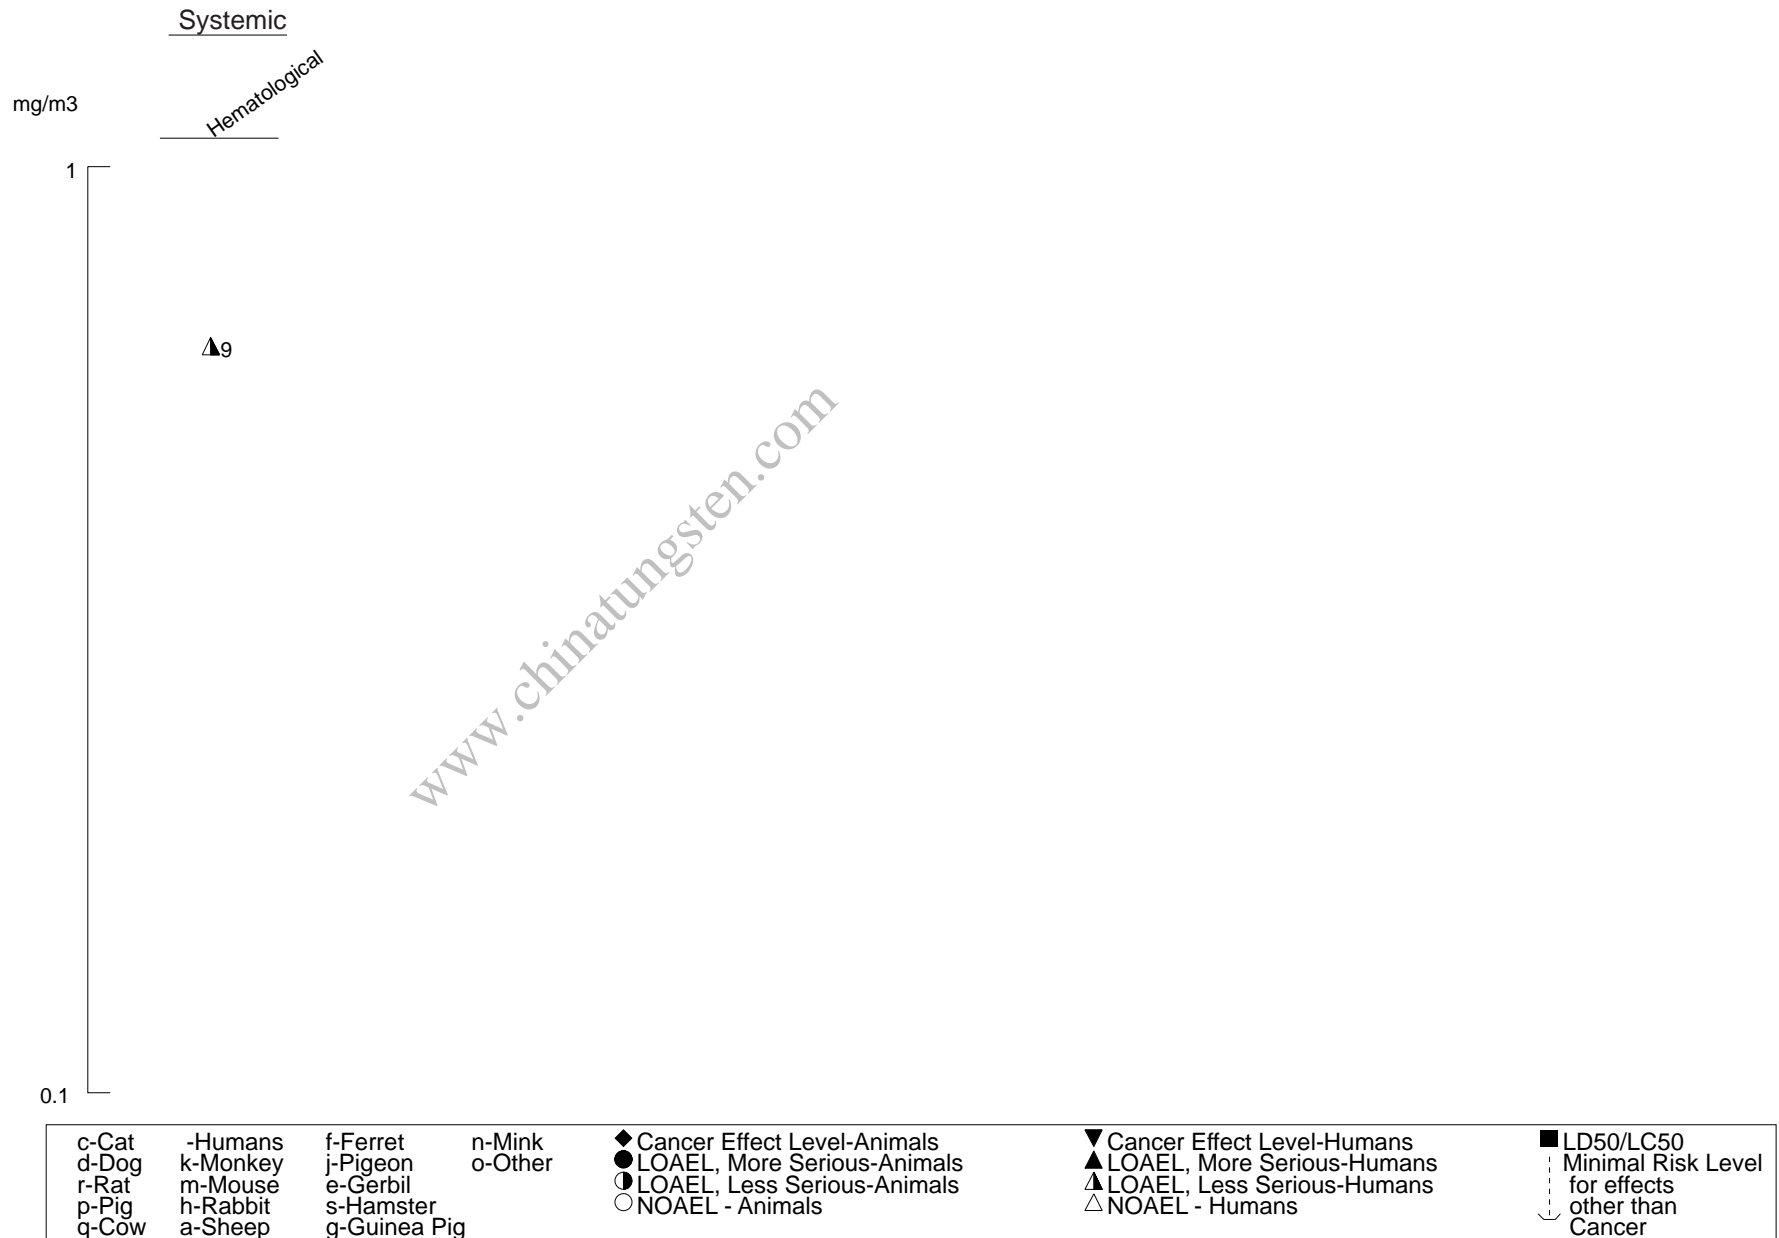 Systemic
Hematological
mg/m3
1
9
www.chinatungsten.com
0.1
c-Cat -Humans f-Ferret n-Mink ◆ Cancer Effect Level-Animals ▼ Cancer Effect Level-Humans ■ LD50/LC50
d-Dog k-Monkey j-Pigeon o-Other ● LOAEL, More Serious-Animals ▲ LOAEL, More Serious-Humans Minimal Risk Level
r-Rat m-Mouse e-Gerbil ◑ LOAEL, Less Serious-Animals ◮ LOAEL, Less Serious-Humans for effects
p-Pig h-Rabbit s-Hamster ○ NOAEL - Animals △ NOAEL - Humans other than
q-Cow a-Sheep g-Guinea Pig Cancer